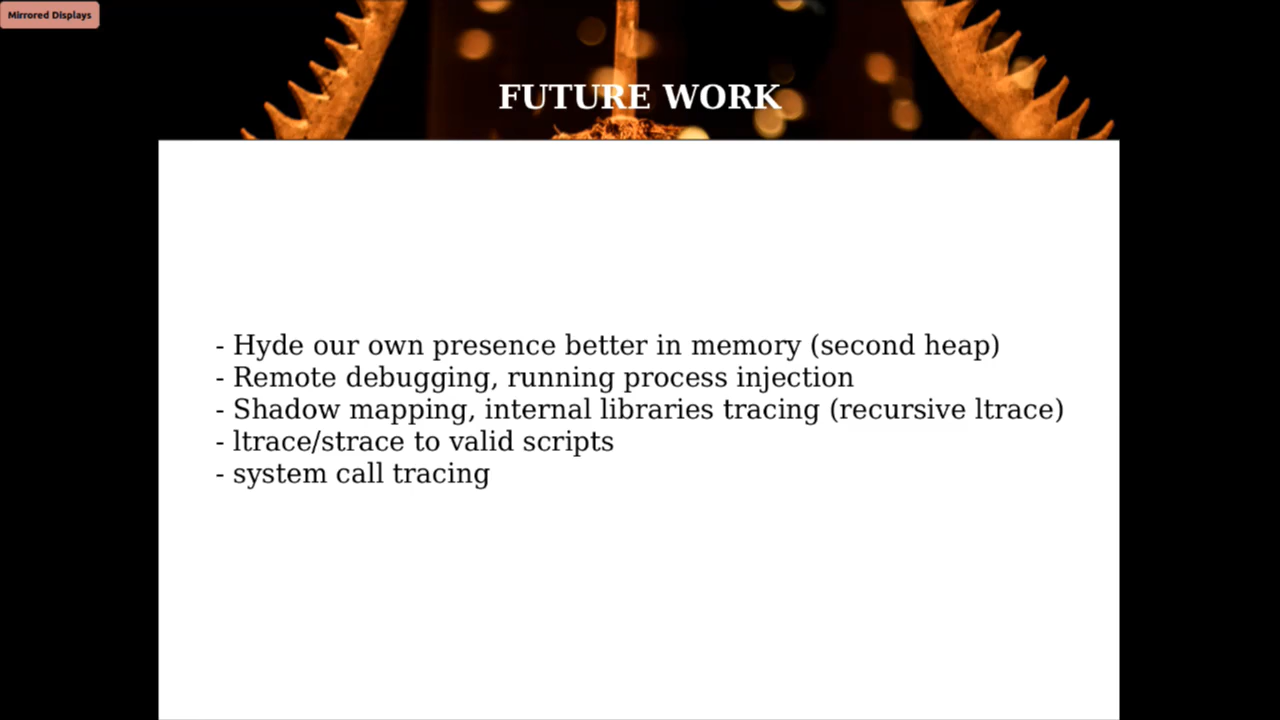 Mirrored Displays
FUTURE WORK
- Hyde our own presence better in memory (second heap)
- Remote debugging, running process injection
- Shadow mapping, internal libraries tracing (recursive ltrace)
- ltrace/strace to valid scripts
- system call tracing